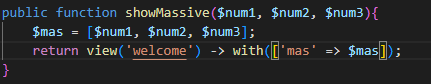 public function showMassive($num1, $num2, $num3){
$mas = [$num1, $num2, $num3];
return view('welcome') -> with(['mas' => $mas]);
}